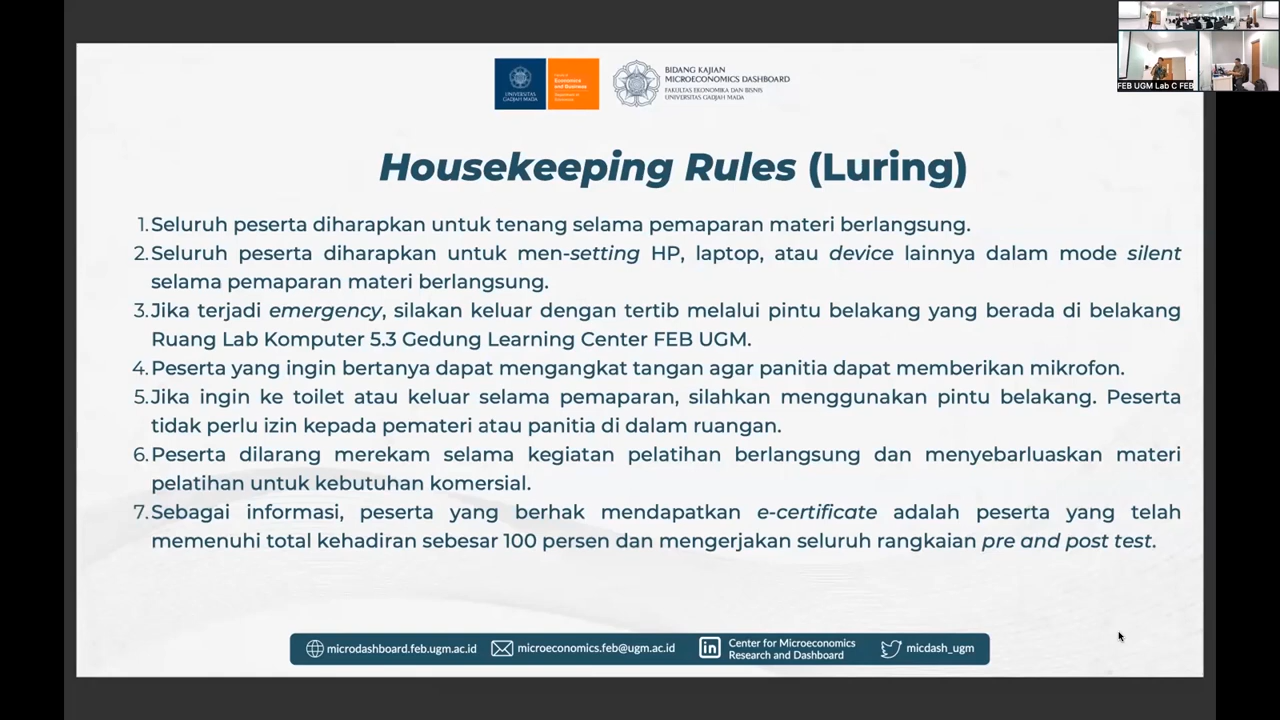 UNIVERSITAS
GADJAH MADA
Economics
and Business
BIDANG KAJIAN
MICROECONOMICS DASHBOARD
FAKULTAS EKONOMIKA DAN BISNIS
UNIVERSITAS GADJAH MADA
FEB UGM Lab C FEB
Housekeeping Rules (Luring)
1. Seluruh peserta diharapkan untuk tenang selama pemaparan materi berlangsung.
2. Seluruh peserta diharapkan untuk men-setting HP, laptop, atau device lainnya dalam mode silent
selama pemaparan materi berlangsung.
3. Jika terjadi emergency, silakan keluar dengan tertib melalui pintu belakang yang berada di belakang
Ruang Lab Komputer 5.3 Gedung Learning Center FEB UGM.
4. Peserta yang ingin bertanya dapat mengangkat tangan agar panitia dapat memberikan mikrofon.
5. Jika ingin ke toilet atau keluar selama pemaparan, silahkan menggunakan pintu belakang. Peserta
tidak perlu izin kepada pemateri atau panitia di dalam ruangan.
6. Peserta dilarang merekam selama kegiatan pelatihan berlangsung dan menyebarluaskan materi
pelatihan untuk kebutuhan komersial.
7. Sebagai informasi, peserta yang berhak mendapatkan e-certificate adalah peserta yang telah
memenuhi total kehadiran sebesar 100 persen dan mengerjakan seluruh rangkaian pre and post test.
microdashboard.feb.ugm.ac.id
microeconomics.feb@ugm.ac.id
Center for Microeconomics
Research and Dashboard
micdash_ugm